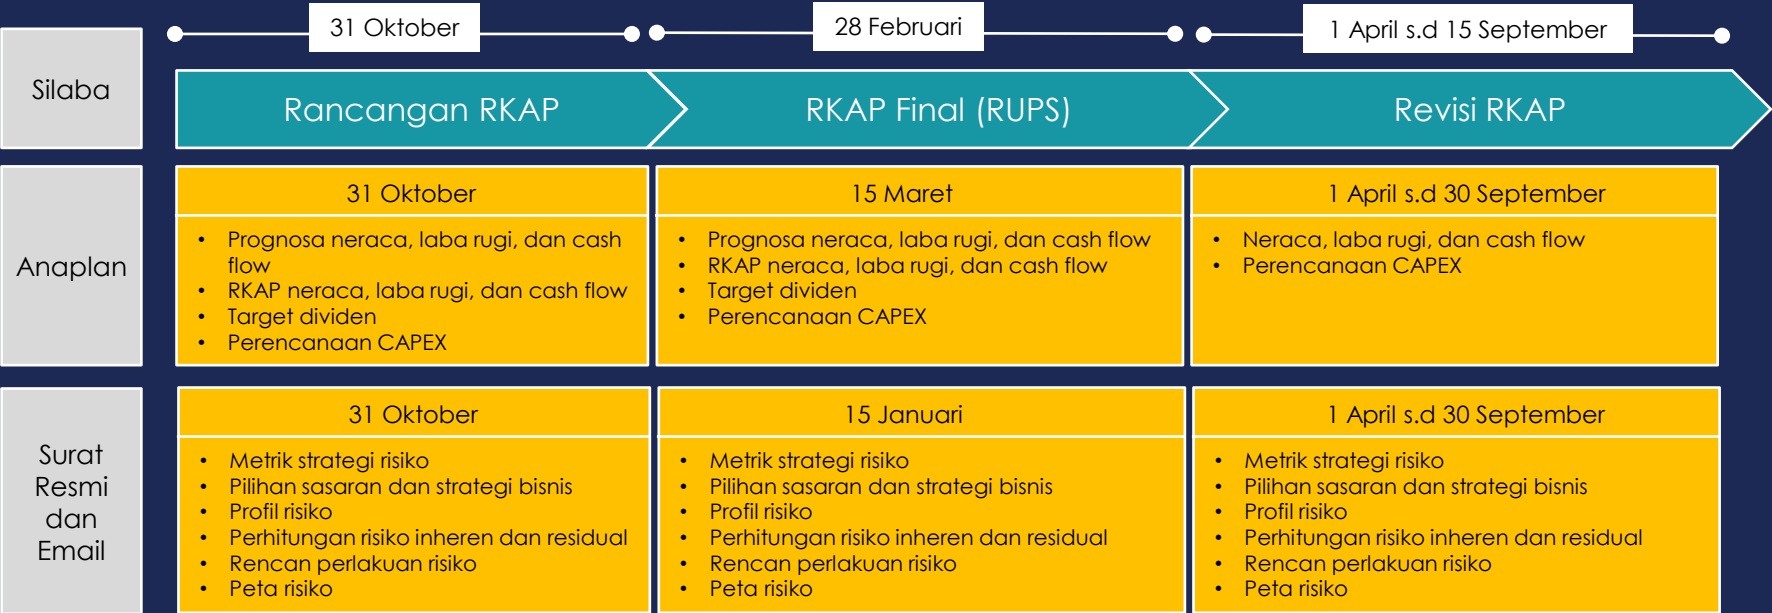 31 Oktober
28 Februari
1 April s.d 15 September
Silaba
Rancangan RKAP
RKAP Final (RUPS)
Revisi RKAP
Anaplan
31 Oktober
• Prognosa neraca, laba rugi, dan cash
flow
• RKAP neraca, laba rugi, dan cash flow
• Target dividen
• Perencanaan CAPEX
15 Maret
• Prognosa neraca, laba rugi, dan cash flow
• RKAP neraca, laba rugi, dan cash flow
• Target dividen
• Perencanaan CAPEX
1 April s.d 30 September
• Neraca, laba rugi, dan cash flow
• Perencanaan CAPEX
Surat
Resmi
dan
Email
31 Oktober
• Metrik strategi risiko
• Pilihan sasaran dan strategi bisnis
• Profil risiko
• Perhitungan risiko inheren dan residual
• Rencan perlakuan risiko
• Peta risiko
15 Januari
• Metrik strategi risiko
• Pilihan sasaran dan strategi bisnis
• Profil risiko
• Perhitungan risiko inheren dan residual
• Rencan perlakuan risiko
• Peta risiko
1 April s.d 30 September
• Metrik strategi risiko
• Pilihan sasaran dan strategi bisnis
• Profil risiko
• Perhitungan risiko inheren dan residual
• Rencan perlakuan risiko
• Peta risiko